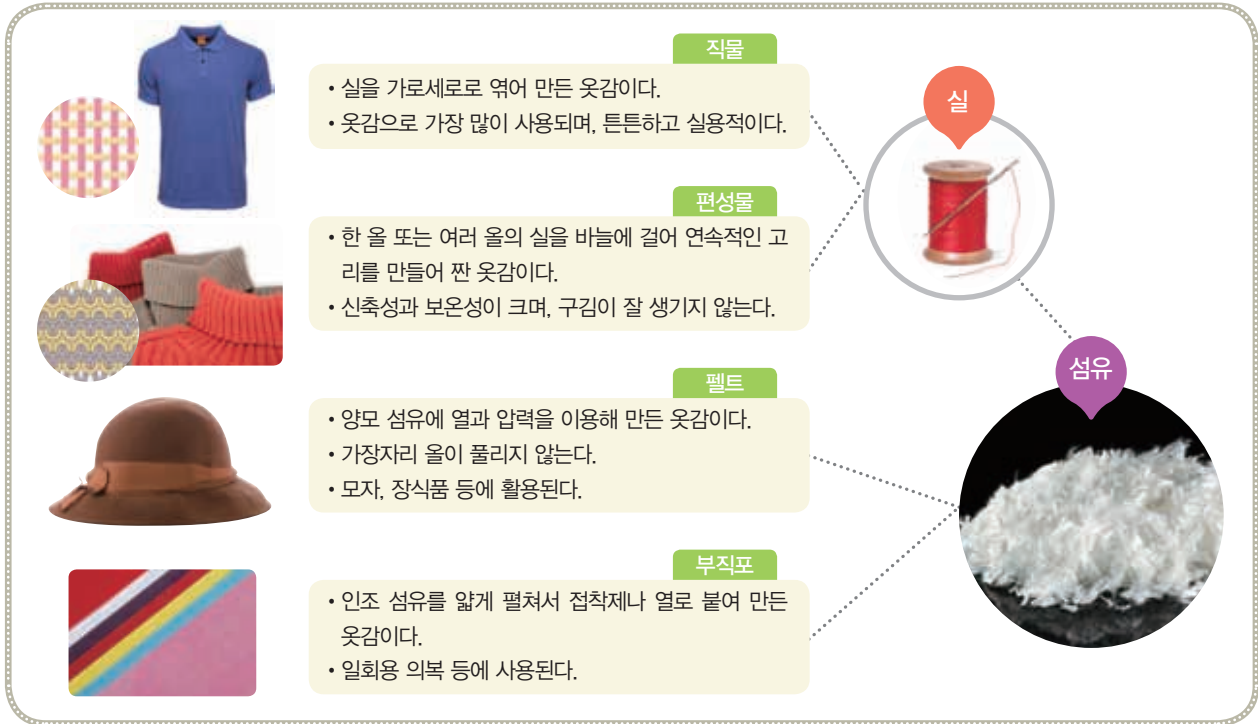 직물
• 실을 가로세로로 엮어 만든 옷감이다.
• 옷감으로 가장 많이 사용되며, 튼튼하고 실용적이다.
실
편성물
• 한 올 또는 여러 올의 실을 바늘에 걸어 연속적인 고
리를 만들어 짠 옷감이다.
• 신축성과 보온성이 크며, 구김이 잘 생기지 않는다.
섬유
펠트
• 양모 섬유에 열과 압력을 이용해 만든 옷감이다.
• 가장자리 올이 풀리지 않는다.
• 모자, 장식품 등에 활용된다.
부직포
• 인조 섬유를 얇게 펼쳐서 접착제나 열로 붙여 만든
옷감이다.
• 일회용 의복 등에 사용된다.